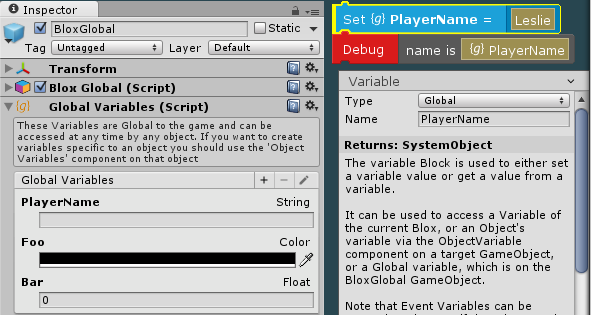 Inspector
BloxGlobal
Static
Tag
Untagged
Layer
Default
Transform
Blox Global (Script)
Global Variables (Script)
These Variables are Global to the game and can be
accessed at any time by any object. If you want to create
variables specific to an object you should use the 'Object
Variables' component on that object
Global Variables
+ -
PlayerName String
Foo Color
Bar Float
0
Set {g} PlayerName = Leslie
Debug name is {g} PlayerName
Variable
Type Global
Name PlayerName
Returns: SystemObject
The variable Block is used to either set
a variable value or get a value from a
variable.
It can be used to access a Variable of
the current Blox, or an Object's
variable via the ObjectVariable
component on a target GameObject,
or a Global variable, which is on the
BloxGlobal GameObject.
Note that Event Variables can be